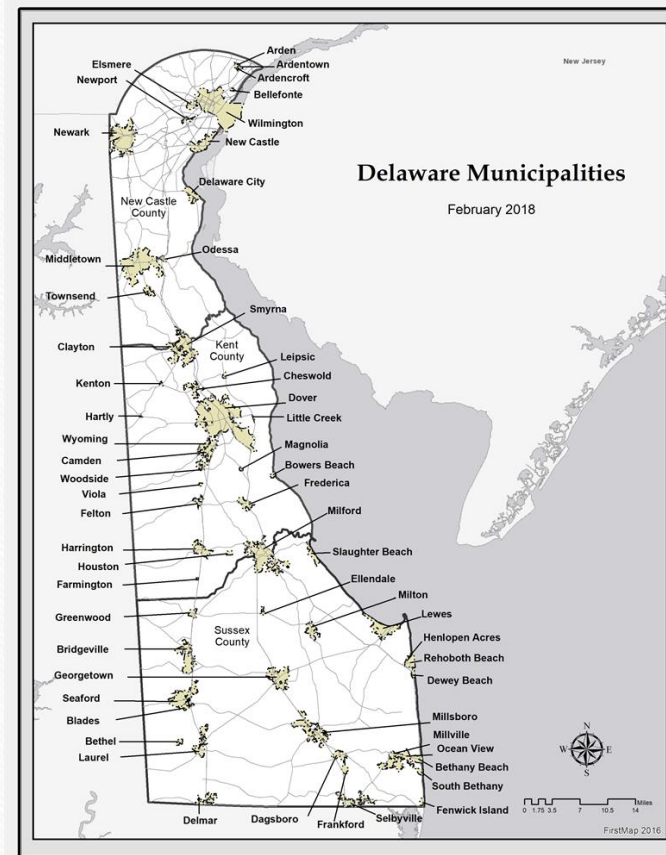 Delaware Municipalities
February 2018
New Jersey
Arden
Ardentown
Ardencroft
Bellefonte
Wilmington
New Castle
Elsmere
Newport
Newark
Delaware City
New Castle
County
Odessa
Middletown
Townsend
Smyrna
Clayton
Kent
County
Leipsic
Cheswold
Kenton
Dover
Hartly
Little Creek
Wyoming
Magnolia
Camden
Bowers Beach
Woodside
Viola
Frederica
Felton
Milford
Harrington
Slaughter Beach
Houston
Farmington
Ellendale
Milton
Greenwood
Lewes
Sussex
County
Henlopen Acres
Bridgeville
Rehoboth Beach
Georgetown
Dewey Beach
Seaford
Blades
Millsboro
Millville
Bethel
Ocean View
Laurel
Bethany Beach
South Bethany
Fenwick Island
Delmar
Dagsboro
Frankford
Selbyville
N
W
E
S
0 1.75 3.5 7 10.5 14
Miles
FirstMap 2016